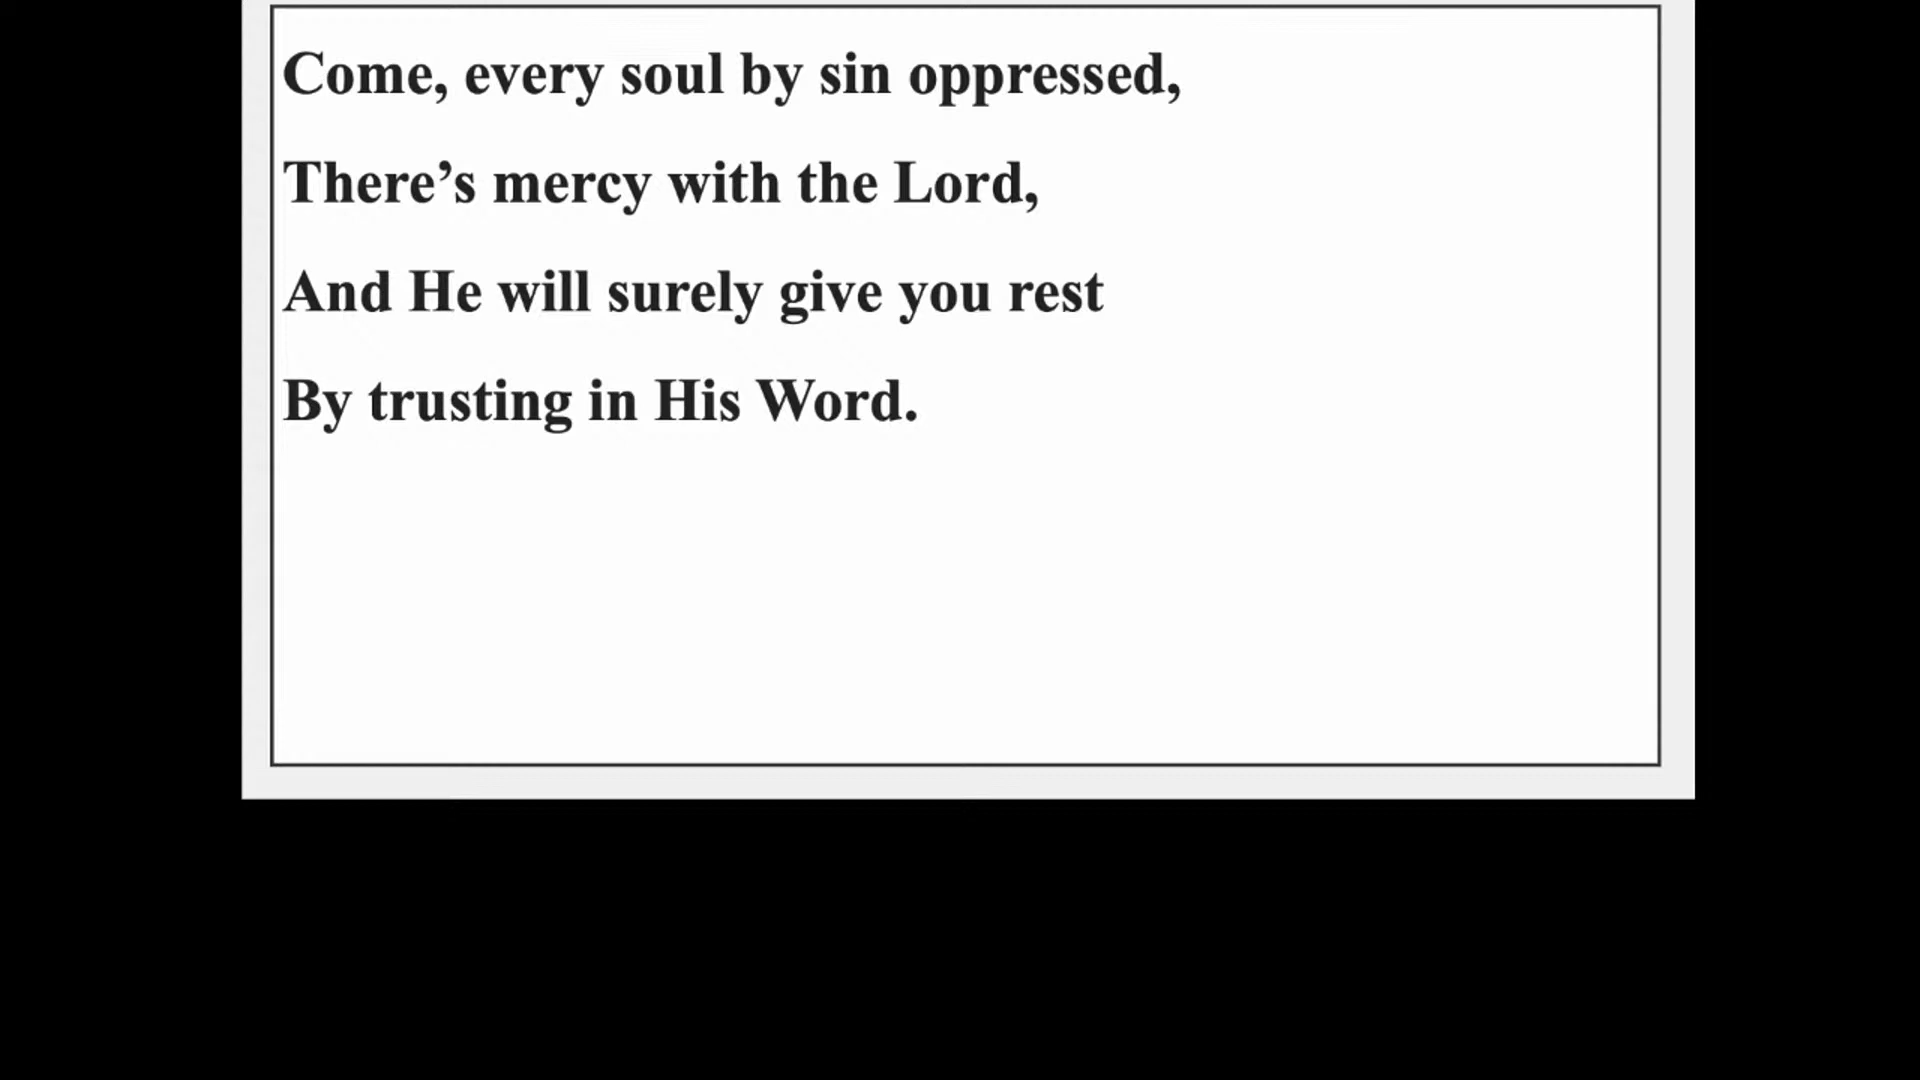 Come, every soul by sin oppressed,
There’s mercy with the Lord,
And He will surely give you rest
By trusting in His Word.